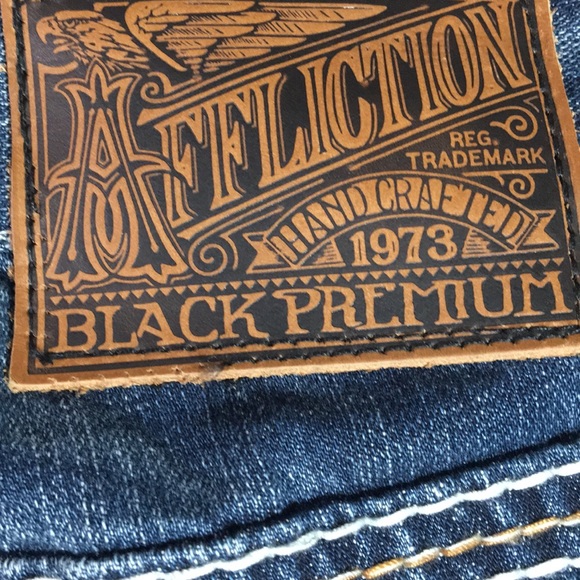 AFFLICTION
REG.
TRADEMARK
HANDCRAFTED
1973
BLACK PREMIUM